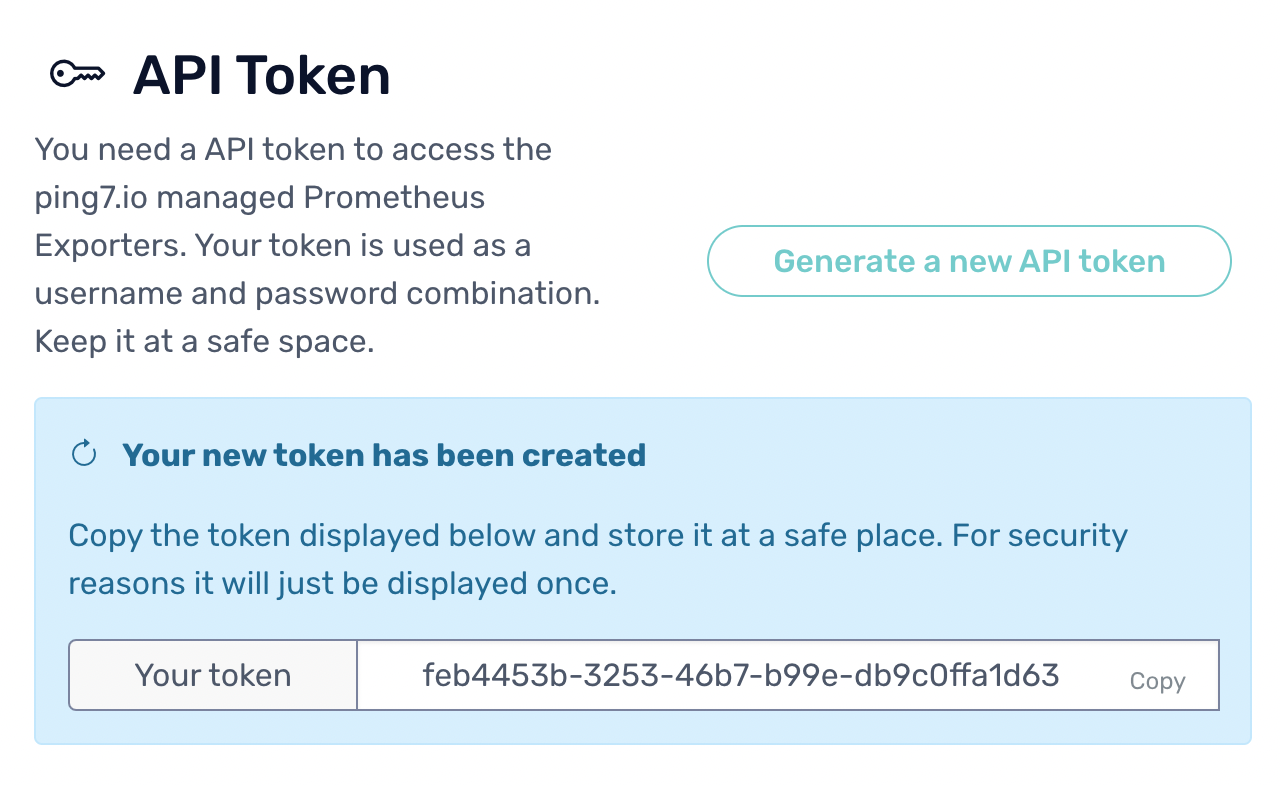 API Token
You need a API token to access the
ping7.io managed Prometheus
Exporters. Your token is used as a
username and password combination.
Keep it at a safe space.
Generate a new API token
Your new token has been created
Copy the token displayed below and store it at a safe place. For security
reasons it will just be displayed once.
Your token feb4453b-3253-46b7-b99e-db9c0ffa1d63 Copy